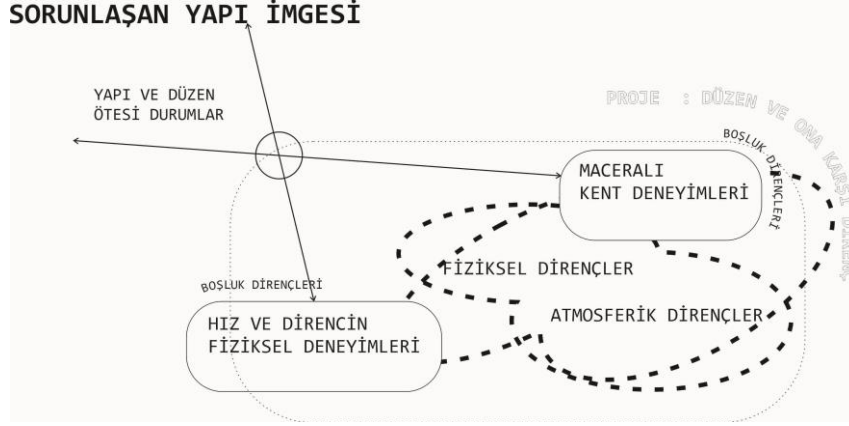 SORUNLAŞAN YAPI İMGESİ
YAPI VE DÜZEN
ÖTESİ DURUMLAR
PROJE : DÜZEN VE ONA KARŞI DİRENÇ
BOŞLUK DİRENÇLERİ
MACERALI
KENT DENEYİMLERİ
FİZİKSEL DİRENÇLER
BOŞLUK DİRENÇLERİ
ATMOSFERİK DİRENÇLER
HIZ VE DİRENCİN
FİZİKSEL DENEYİMLERİ